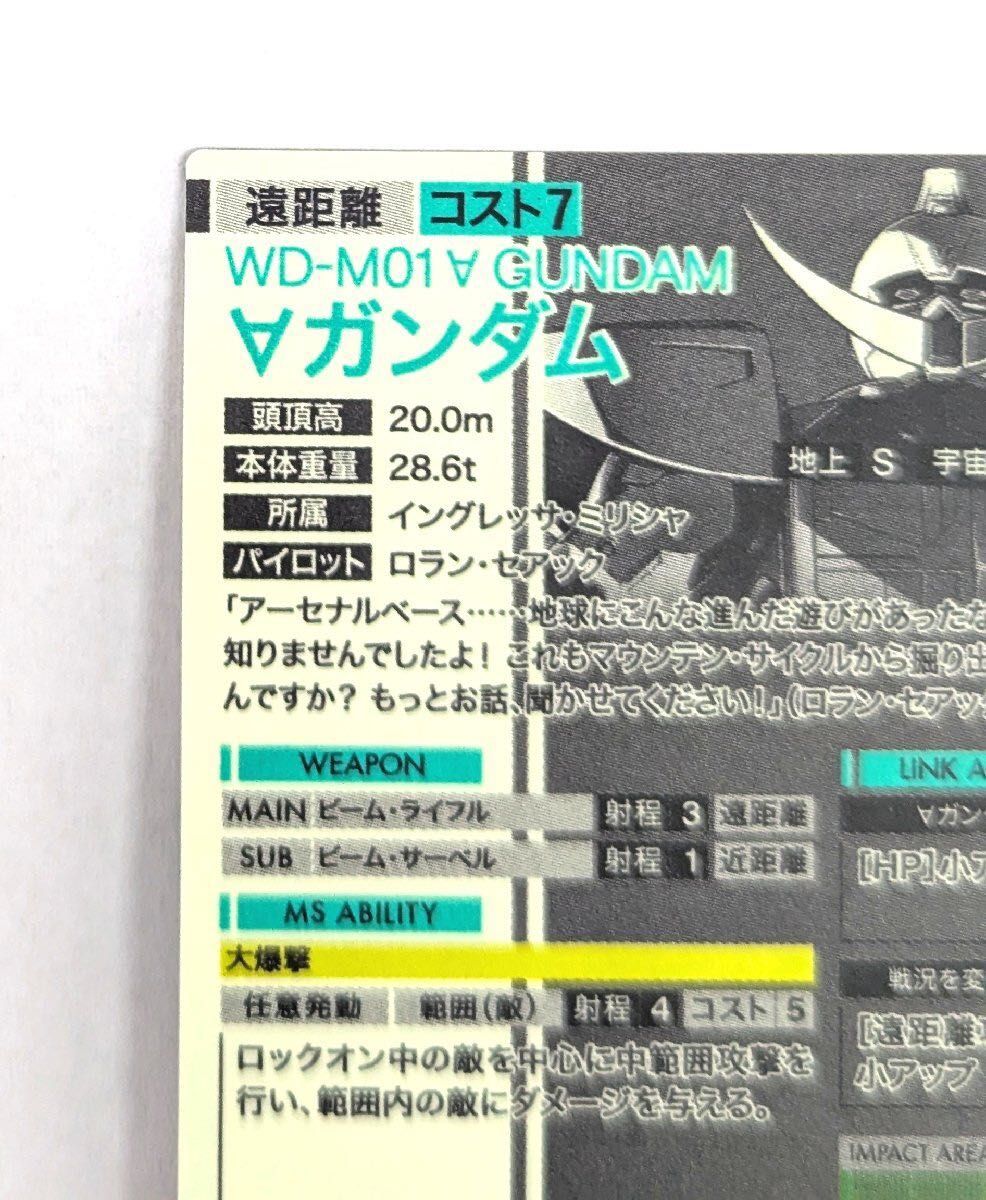 遠距離 コスト7
WD-M01∀ GUNDAM
∀ガンダム
地上 S 宇宙
頭頂高 20.0m
本体重量 28.6t
所属 イングレッサ・ミリシャ
パイロット ロラン・セアック
「アーセナルベース……地球にこんな進んだ遊びがあったな
知りませんでしたよ! これもマウンテン・サイクルから掘り出
んですか? もっとお話、聞かせてください!」(ロラン・セアッ
WEAPON
MAIN ビーム・ライフル 射程 3 遠距離
SUB ビーム・サーベル 射程 1 近距離
MS ABILITY
大爆撃
任意発動 範囲(敵) 射程 4 コスト 5
ロックオン中の敵を中心に中範囲攻撃を
行い、範囲内の敵にダメージを与える。
LINK A
∀ガン
[HP]小ア
戦況を変
[遠距離
小アップ
IMPACT AREA